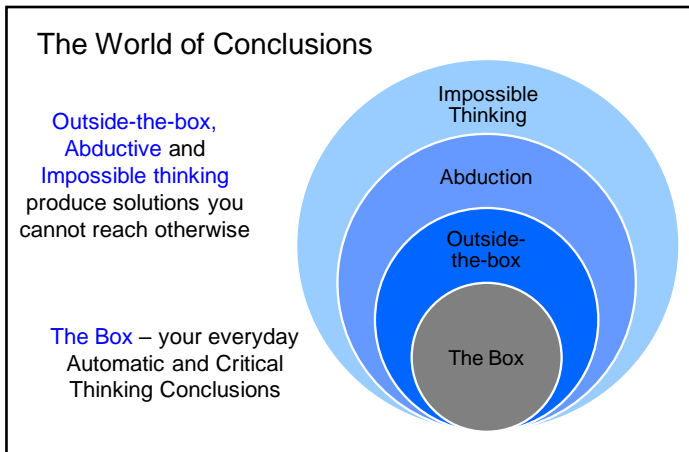 The World of Conclusions
Outside-the-box,
Abductive and
Impossible thinking
produce solutions you
cannot reach otherwise
The Box – your everyday
Automatic and Critical
Thinking Conclusions
Impossible
Thinking
Abduction
Outside-
the-box
The Box